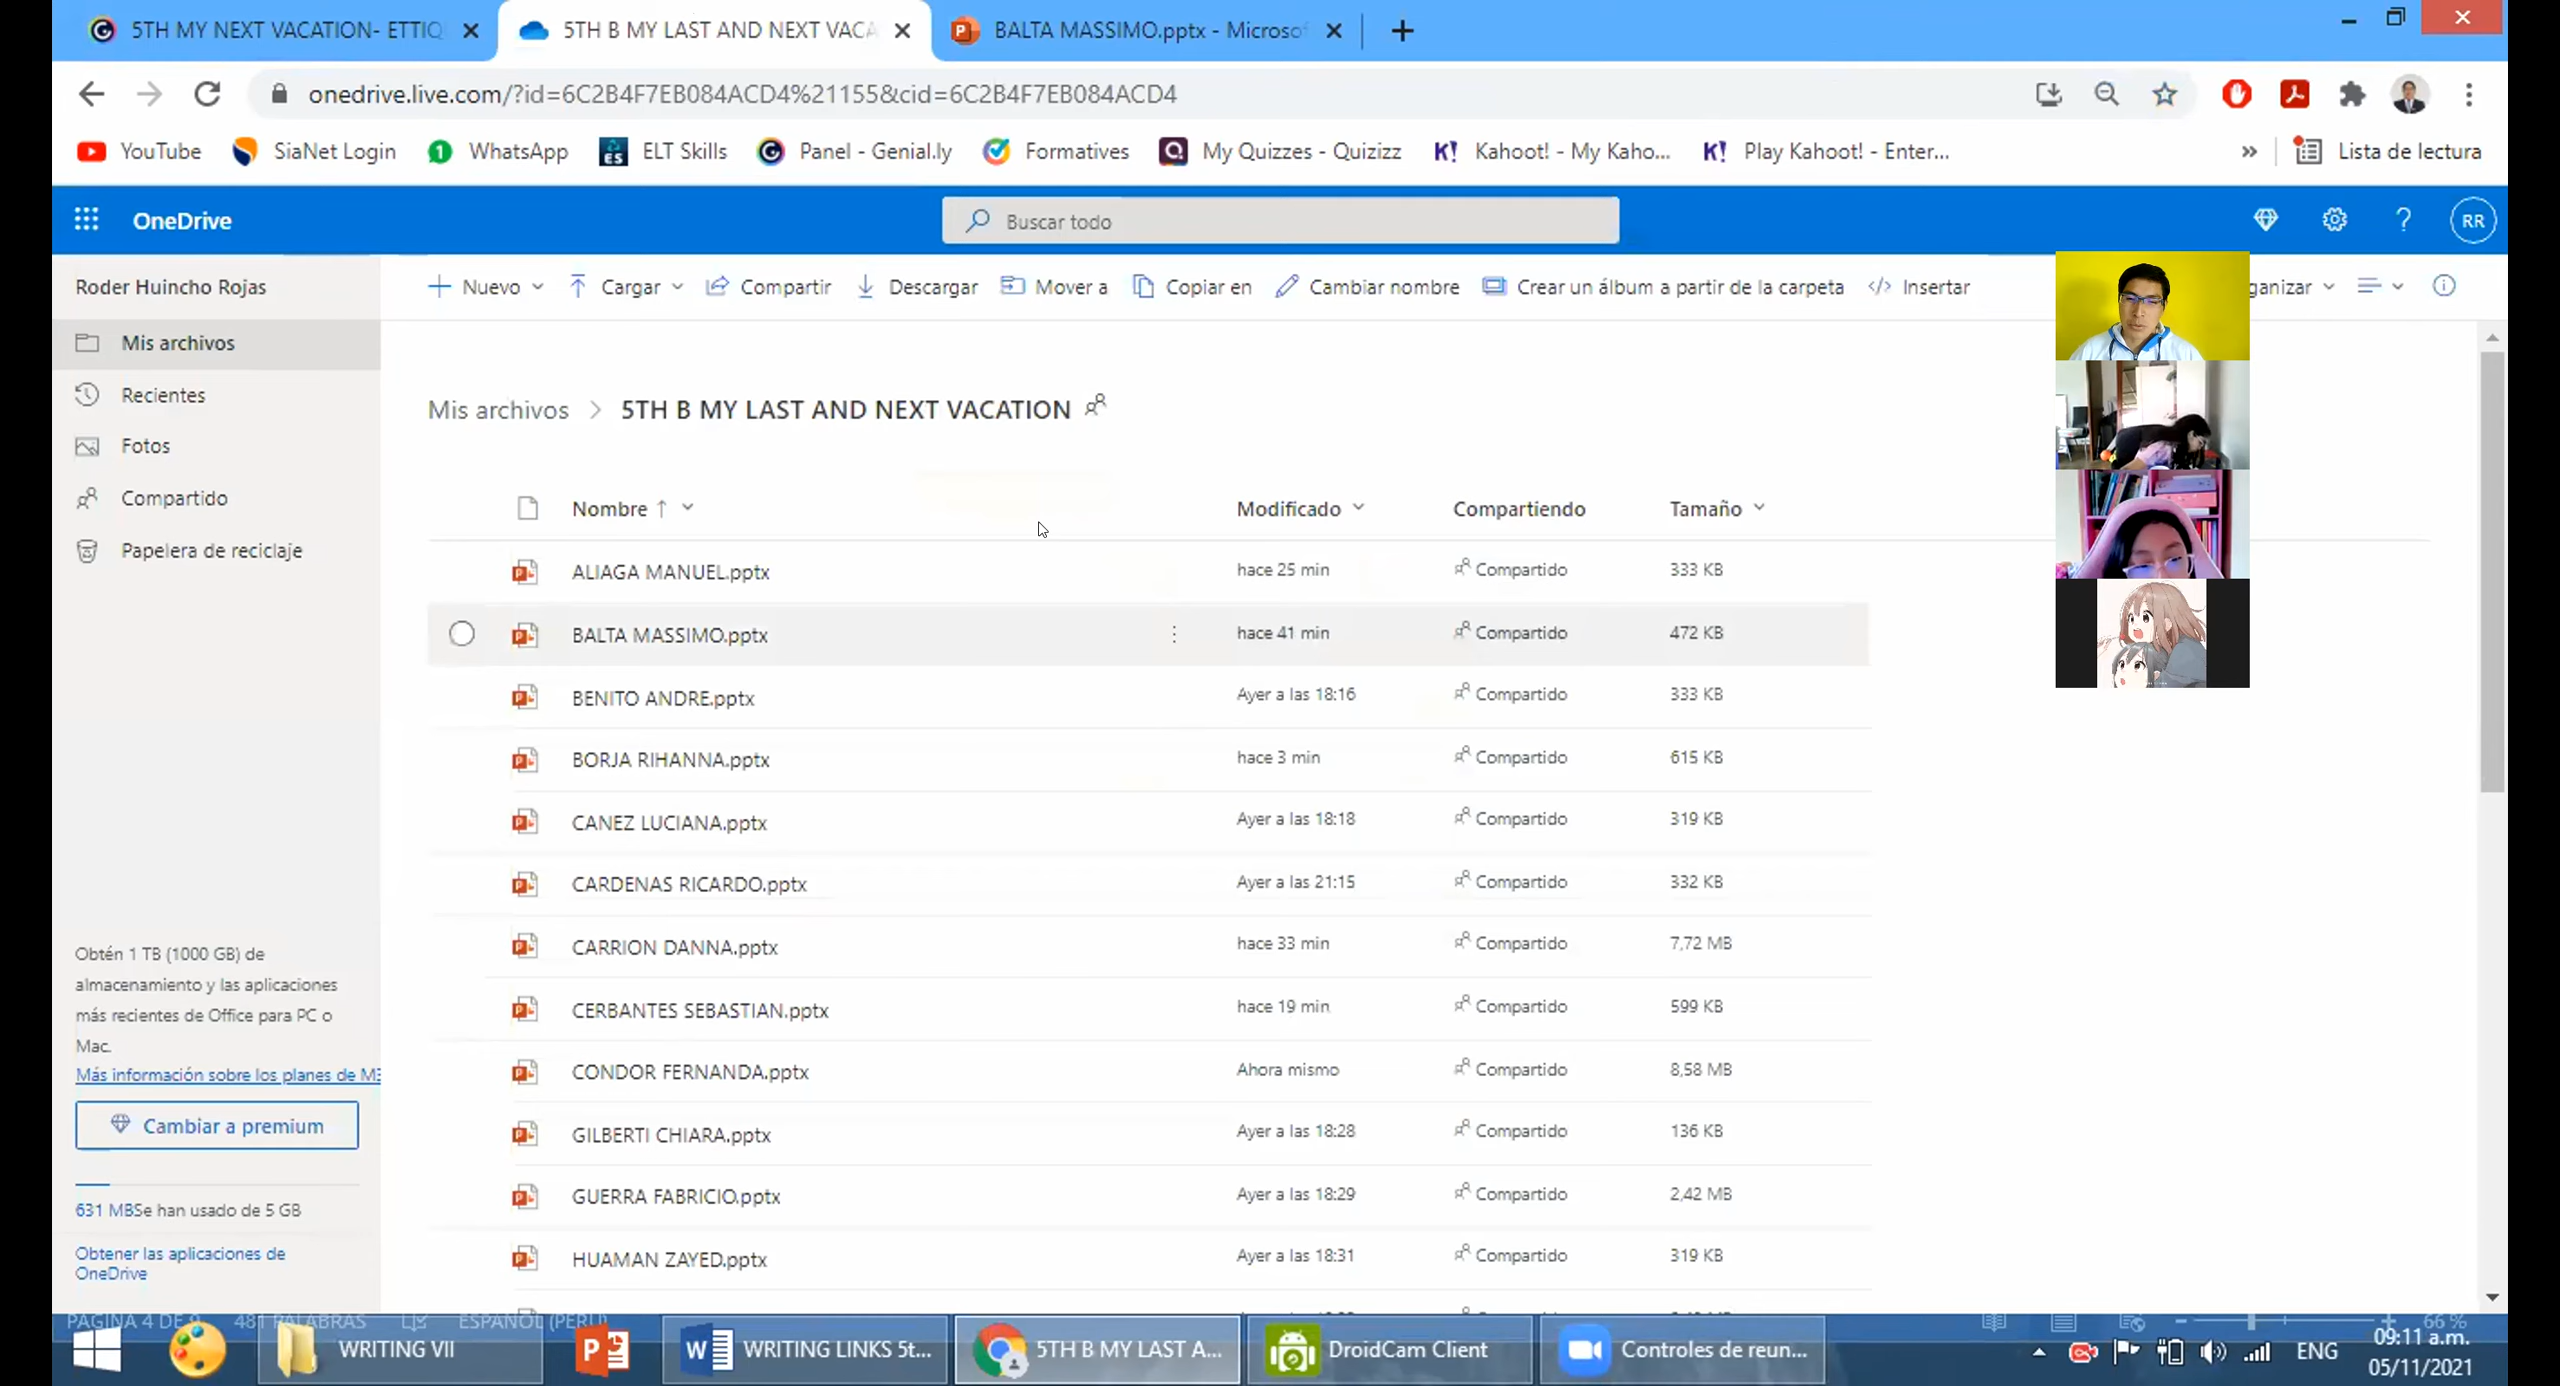 5TH MY NEXT VACATION- ETTIQ
5TH B MY LAST AND NEXT VACA
BALTA MASSIMO.pptx - Microsof
onedrive.live.com/?id=6C2B4F7EB084ACD4%21155&cid=6C2B4F7EB084ACD4
YouTube
SiaNet Login
WhatsApp
ELT Skills
Panel - Genial.ly
Formatives
My Quizzes - Quizizz
Kahoot! - My Kaho...
Play Kahoot! - Enter...
»
Lista de lectura
OneDrive
Buscar todo
RR
Roder Huincho Rojas
Nuevo
Cargar
Compartir
Descargar
Mover a
Copiar en
Cambiar nombre
Crear un álbum a partir de la carpeta
Insertar
ganizar
Mis archivos
Recientes
Fotos
Compartido
Papelera de reciclaje
Mis archivos > 5TH B MY LAST AND NEXT VACATION
Nombre ↑ Modificado Compartiendo Tamaño
ALIAGA MANUEL.pptx hace 25 min Compartido 333 KB
BALTA MASSIMO.pptx hace 41 min Compartido 472 KB
BENITO ANDRE.pptx Ayer a las 18:16 Compartido 333 KB
BORJA RIHANNA.pptx hace 3 min Compartido 615 KB
CANEZ LUCIANA.pptx Ayer a las 18:18 Compartido 319 KB
CARDENAS RICARDO.pptx Ayer a las 21:15 Compartido 332 KB
CARRION DANNA.pptx hace 33 min Compartido 7,72 MB
CERBANTES SEBASTIAN.pptx hace 19 min Compartido 599 KB
CONDOR FERNANDA.pptx Ahora mismo Compartido 8,58 MB
GILBERTI CHIARA.pptx Ayer a las 18:28 Compartido 136 KB
GUERRA FABRICIO.pptx Ayer a las 18:29 Compartido 2,42 MB
HUAMAN ZAYED.pptx Ayer a las 18:31 Compartido 319 KB
Obtén 1 TB (1000 GB) de
almacenamiento y las aplicaciones
más recientes de Office para PC o
Mac.
Más información sobre los planes de M3
Cambiar a premium
631 MBSe han usado de 5 GB
Obtener las aplicaciones de
OneDrive
PÁGINA 4 DE 9 481 PALABRAS ESPAÑOL (PERÚ)
66 %
WRITING VII
WRITING LINKS 5t...
5TH B MY LAST A...
DroidCam Client
Controles de reun...
ENG
09:11 a.m.
05/11/2021